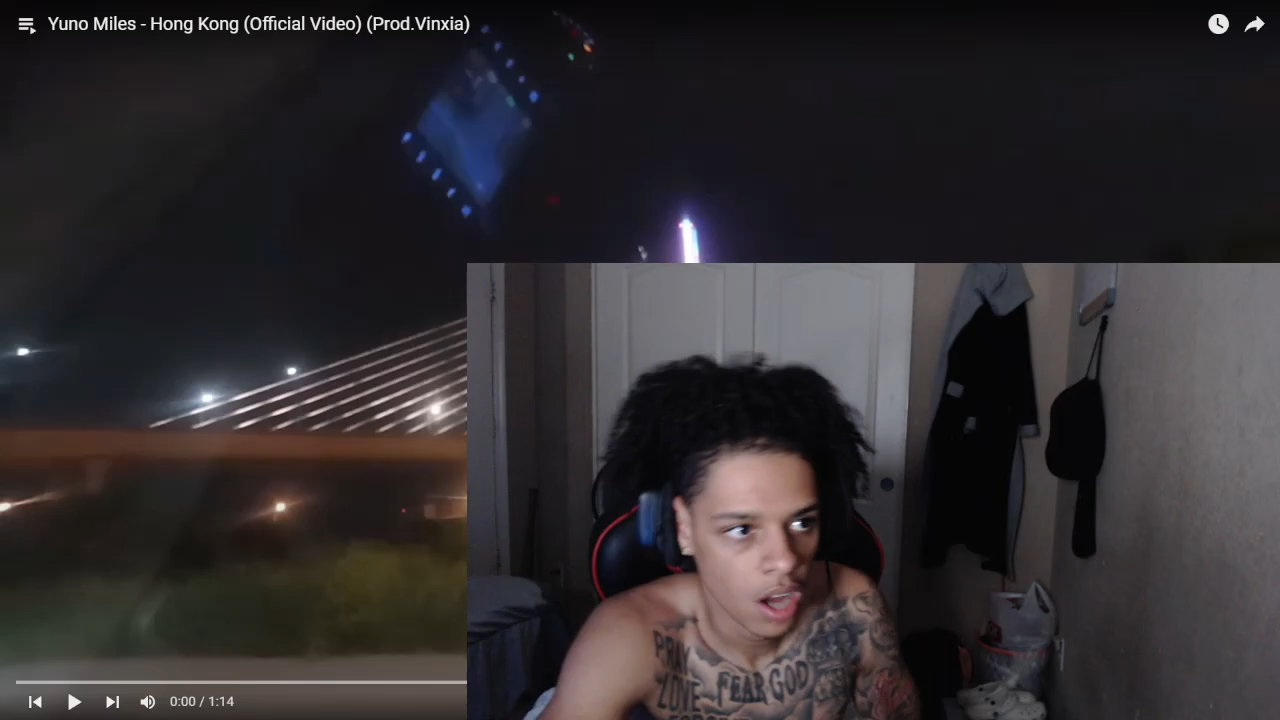 Yuno Miles - Hong Kong (Official Video) (Prod.Vinxia)
PRAY
LOVE
FEAR GOD
0:00 / 1:14